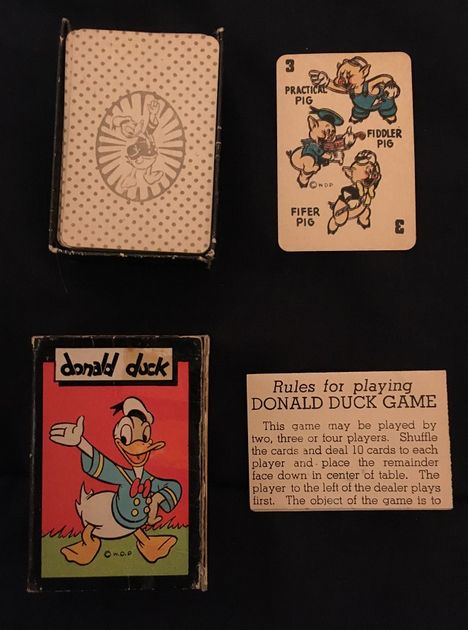 3
PRACTICAL
PIG
FIDDLER
PIG
© W.D.P.
FIFER
PIG
3
donald duck
© W.D.P
Rules for playing
DONALD DUCK GAME
This game may be played by
two, three or four players. Shuffle
the cards and deal 10 cards to each
player and place the remainder
face down in center of table. The
player to the left of the dealer plays
first. The object of the game is to